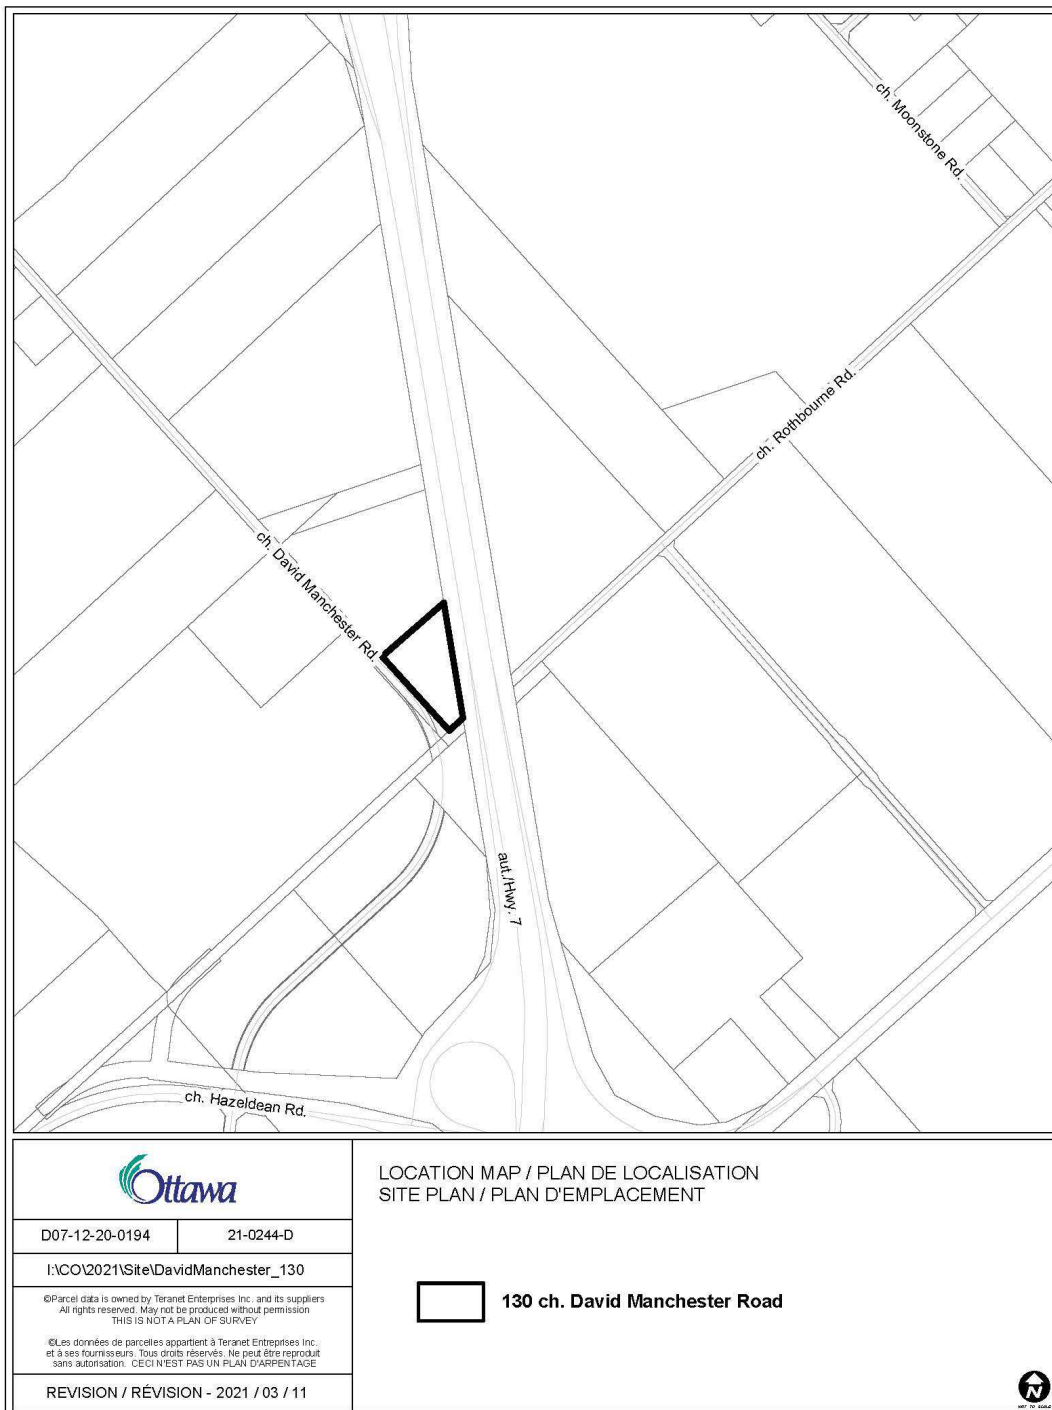 ch. Moonstone Rd.
ch. Rothbourne Rd.
ch. David Manchester Rd.
aut./Hwy. 7
ch. Hazeldean Rd.
Ottawa
D07-12-20-0194
21-0244-D
I:\CO\2021\Site\DavidManchester_130
©Parcel data is owned by Teranet Enterprises Inc. and its suppliers
All rights reserved. May not be produced without permission
THIS IS NOT A PLAN OF SURVEY
©Les données de parcelles appartient à Teranet Entreprises Inc.
et à ses fournisseurs. Tous droits réservés. Ne peut être reproduit
sans autorisation. CECI N'EST PAS UN PLAN D'ARPENTAGE
REVISION / RÉVISION - 2021 / 03 / 11
LOCATION MAP / PLAN DE LOCALISATION
SITE PLAN / PLAN D'EMPLACEMENT
130 ch. David Manchester Road
N
NOT TO SCALE